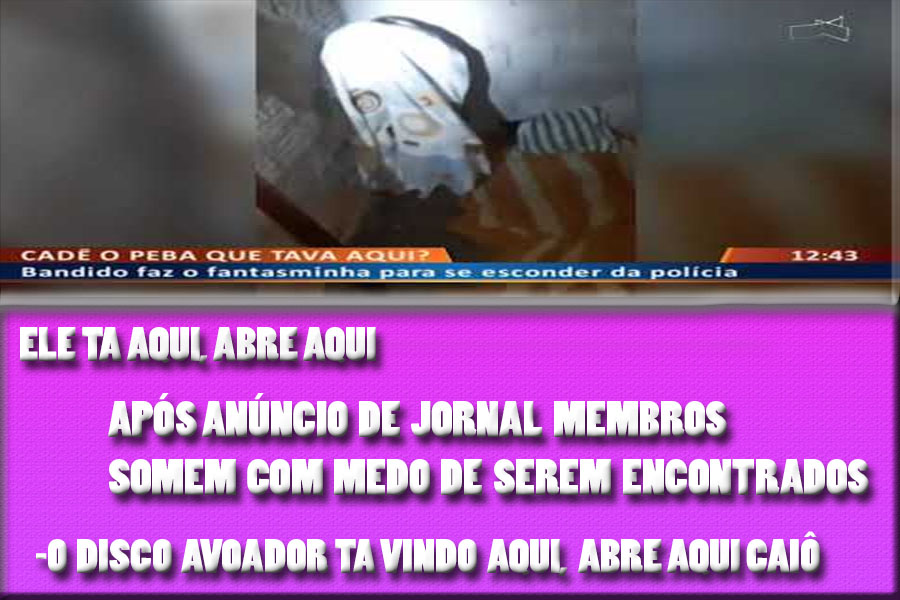 CADÊ O PEBA QUE TAVA AQUI?
12:43
Bandido faz o fantasminha para se esconder da polícia
ELE TA AQUI, ABRE AQUI
APÓS ANÚNCIO DE JORNAL MEMBROS
SOMEM COM MEDO DE SEREM ENCONTRADOS
-O DISCO AVOADOR TA VINDO AQUI, ABRE AQUI CAIÔ